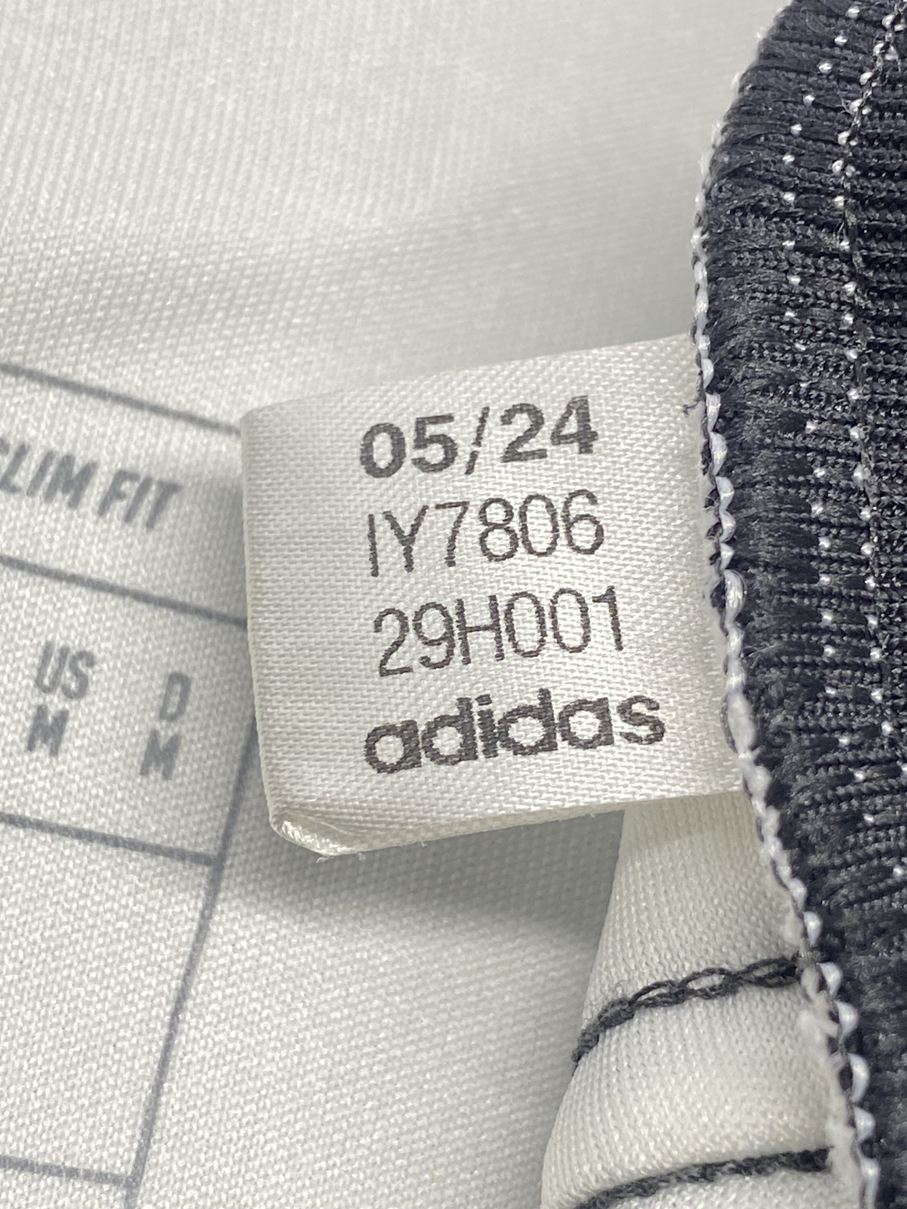 SLIM FIT
US D
M M
05/24
IY7806
29H001
adidas